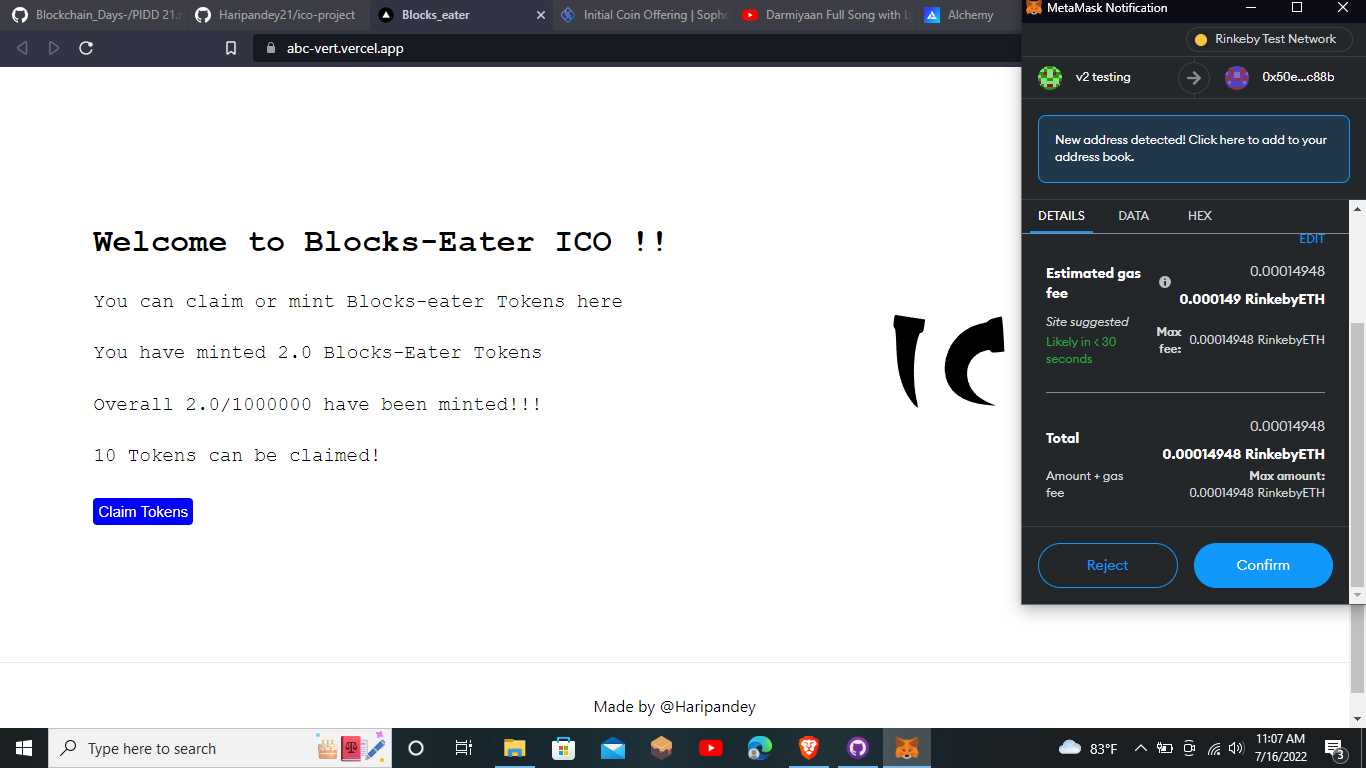 Blockchain_Days-/PIDD 21.r
Haripandey21/ico-project
Blocks_eater
Initial Coin Offering | Sopho
Darmiyaan Full Song with Ly
Alchemy
abc-vert.vercel.app
MetaMask Notification
Rinkeby Test Network
v2 testing
0x50e...c88b
New address detected! Click here to add to your
address book.
DETAILS DATA HEX
EDIT
Estimated gas
fee
0.00014948
0.000149 RinkebyETH
Site suggested
Likely in < 30
seconds
Max
fee:
0.00014948 RinkebyETH
Total
0.00014948
0.00014948 RinkebyETH
Amount + gas
fee
Max amount:
0.00014948 RinkebyETH
Reject
Confirm
Welcome to Blocks-Eater ICO !!
You can claim or mint Blocks-eater Tokens here
You have minted 2.0 Blocks-Eater Tokens
Overall 2.0/1000000 have been minted!!!
10 Tokens can be claimed!
Claim Tokens
IC
Made by @Haripandey
Type here to search
83°F
11:07 AM
7/16/2022
3